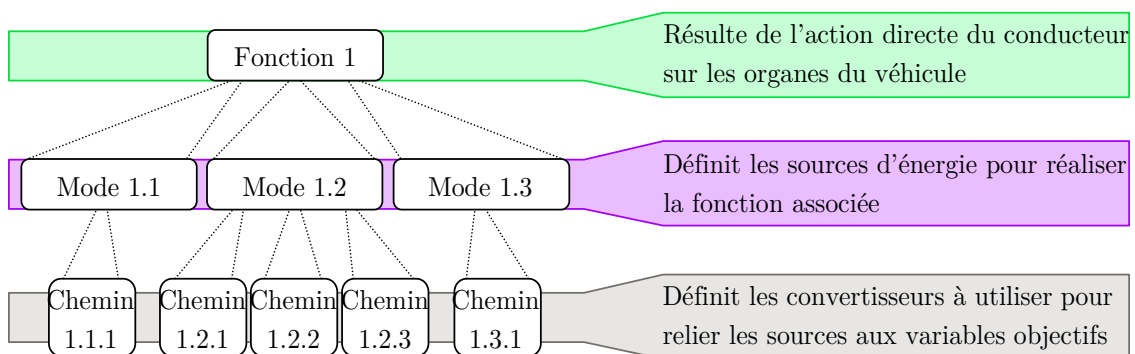 Fonction 1
Résulte de l'action directe du conducteur
sur les organes du véhicule
Mode 1.1
Mode 1.2
Mode 1.3
Définit les sources d'énergie pour réaliser
la fonction associée
Chemin
1.1.1
Chemin
1.2.1
Chemin
1.2.2
Chemin
1.2.3
Chemin
1.3.1
Définit les convertisseurs à utiliser pour
relier les sources aux variables objectifs